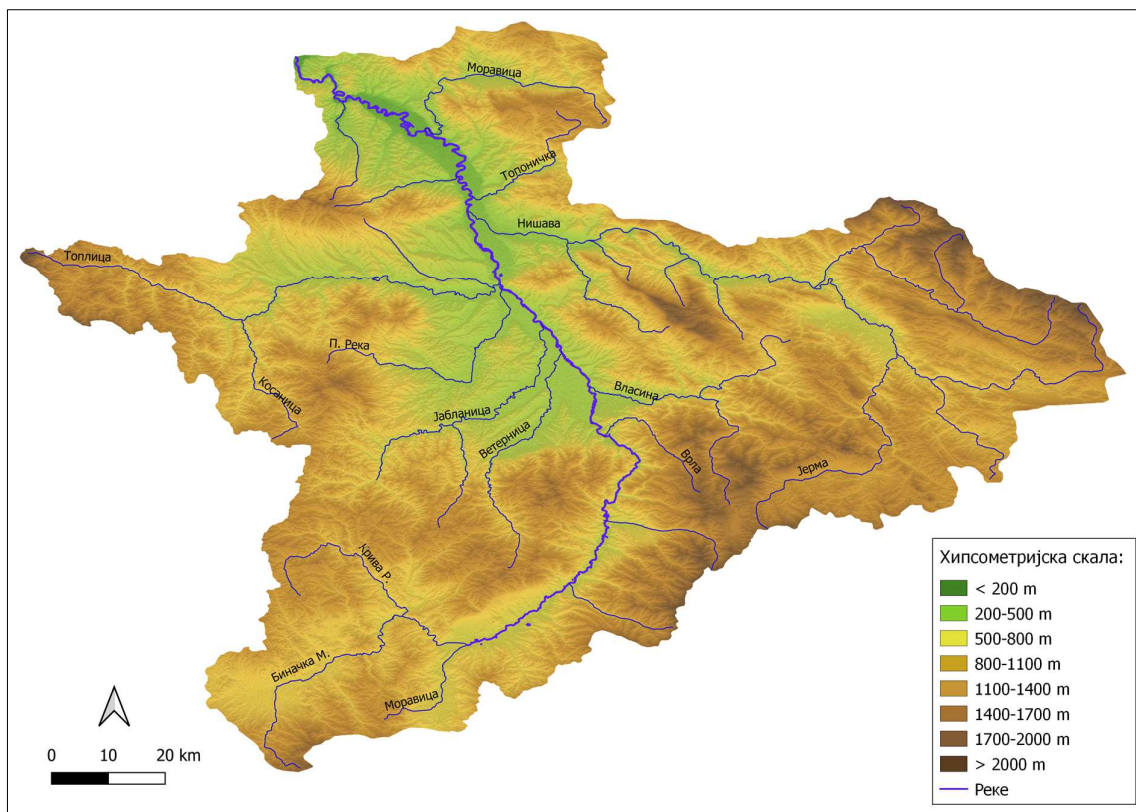 Моравица
Топоничка
Нишава
Топлица
П. Река
Косаница
Власина
Јабланица
Ветерница
Врла
Јерма
Крива Р.
Биначка М.
Моравица
0 10 20 km
Хипсометријска скала:
< 200 m
200-500 m
500-800 m
800-1100 m
1100-1400 m
1400-1700 m
1700-2000 m
> 2000 m
Реке